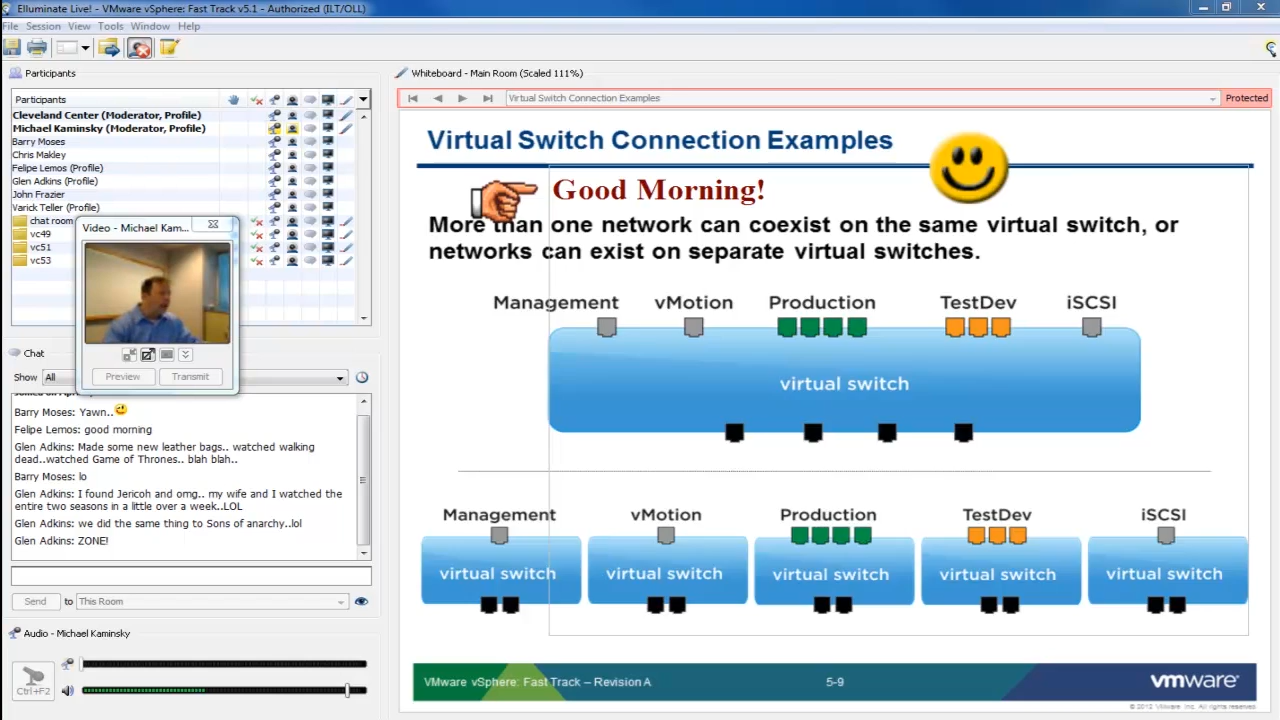 Elluminate Live! - VMware vSphere: Fast Track v5.1 - Authorized (ILT/OLL)
File Session View Tools Window Help
Participants
Participants
Cleveland Center (Moderator, Profile)
Michael Kaminsky (Moderator, Profile)
Barry Moses
Chris Makley
Felipe Lemos (Profile)
Glen Adkins (Profile)
John Frazier
Varick Teller (Profile)
chat room
vc49
vc51
vc53
Video - Michael Kam...
Preview
Transmit
Chat
Show All
Barry Moses: Yawn..
Felipe Lemos: good morning
Glen Adkins: Made some new leather bags.. watched walking
dead..watched Game of Thrones.. blah blah..
Barry Moses: lo
Glen Adkins: I found Jericoh and omg.. my wife and I watched the
entire two seasons in a little over a week..LOL
Glen Adkins: we did the same thing to Sons of anarchy..lol
Glen Adkins: ZONE!
Send to This Room
Audio - Michael Kaminsky
Ctrl+F2
Whiteboard - Main Room (Scaled 111%)
Virtual Switch Connection Examples
Protected
Virtual Switch Connection Examples
Good Morning!
More than one network can coexist on the same virtual switch, or
networks can exist on separate virtual switches.
Management vMotion Production TestDev iSCSI
virtual switch
Management vMotion Production TestDev iSCSI
virtual switch virtual switch virtual switch virtual switch virtual switch
VMware vSphere: Fast Track – Revision A
5-9
vmware
© 2012 VMware Inc. All rights reserved.